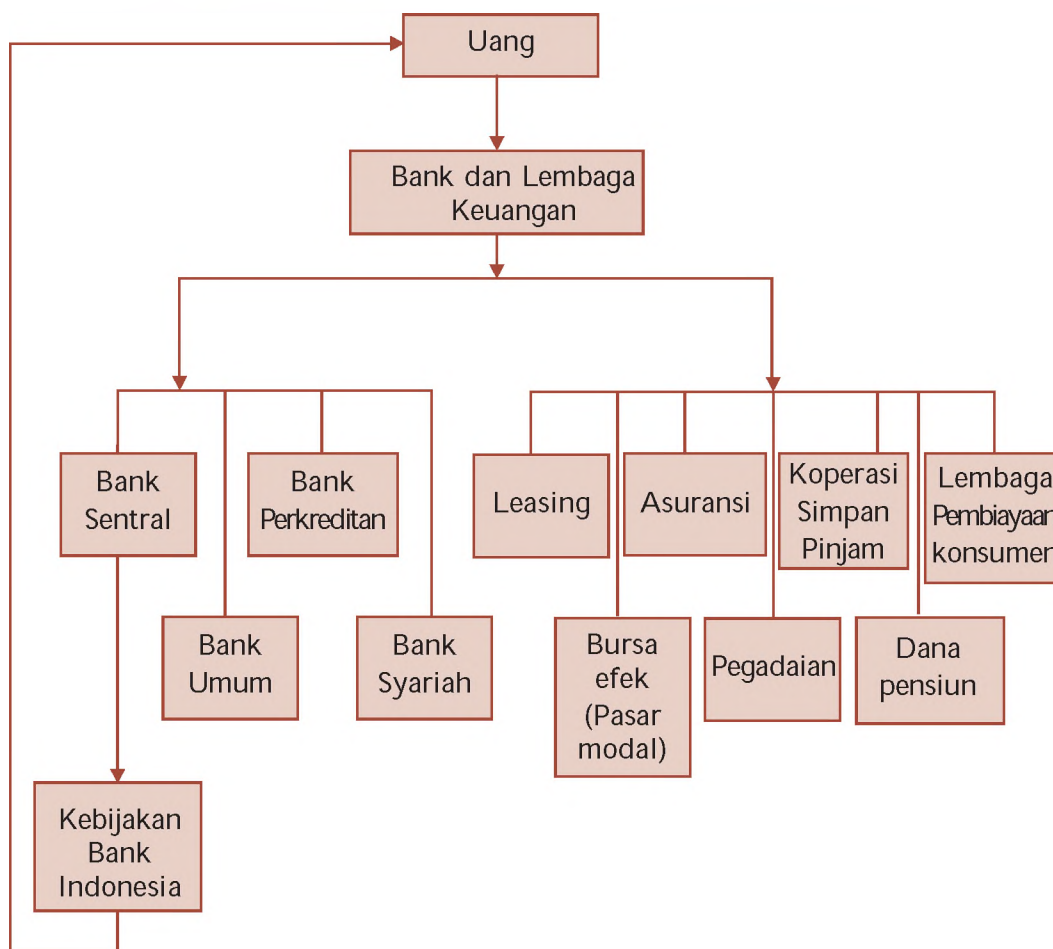 Uang
Bank dan Lembaga
Keuangan
Bank
Sentral
Bank
Perkreditan
Leasing
Asuransi
Koperasi
Simpan
Pinjam
Lembaga
Pembiayaan
konsumen
Bank
Umum
Bank
Syariah
Bursa
efek
(Pasar
modal)
Pegadaian
Dana
pensiun
Kebijakan
Bank
Indonesia